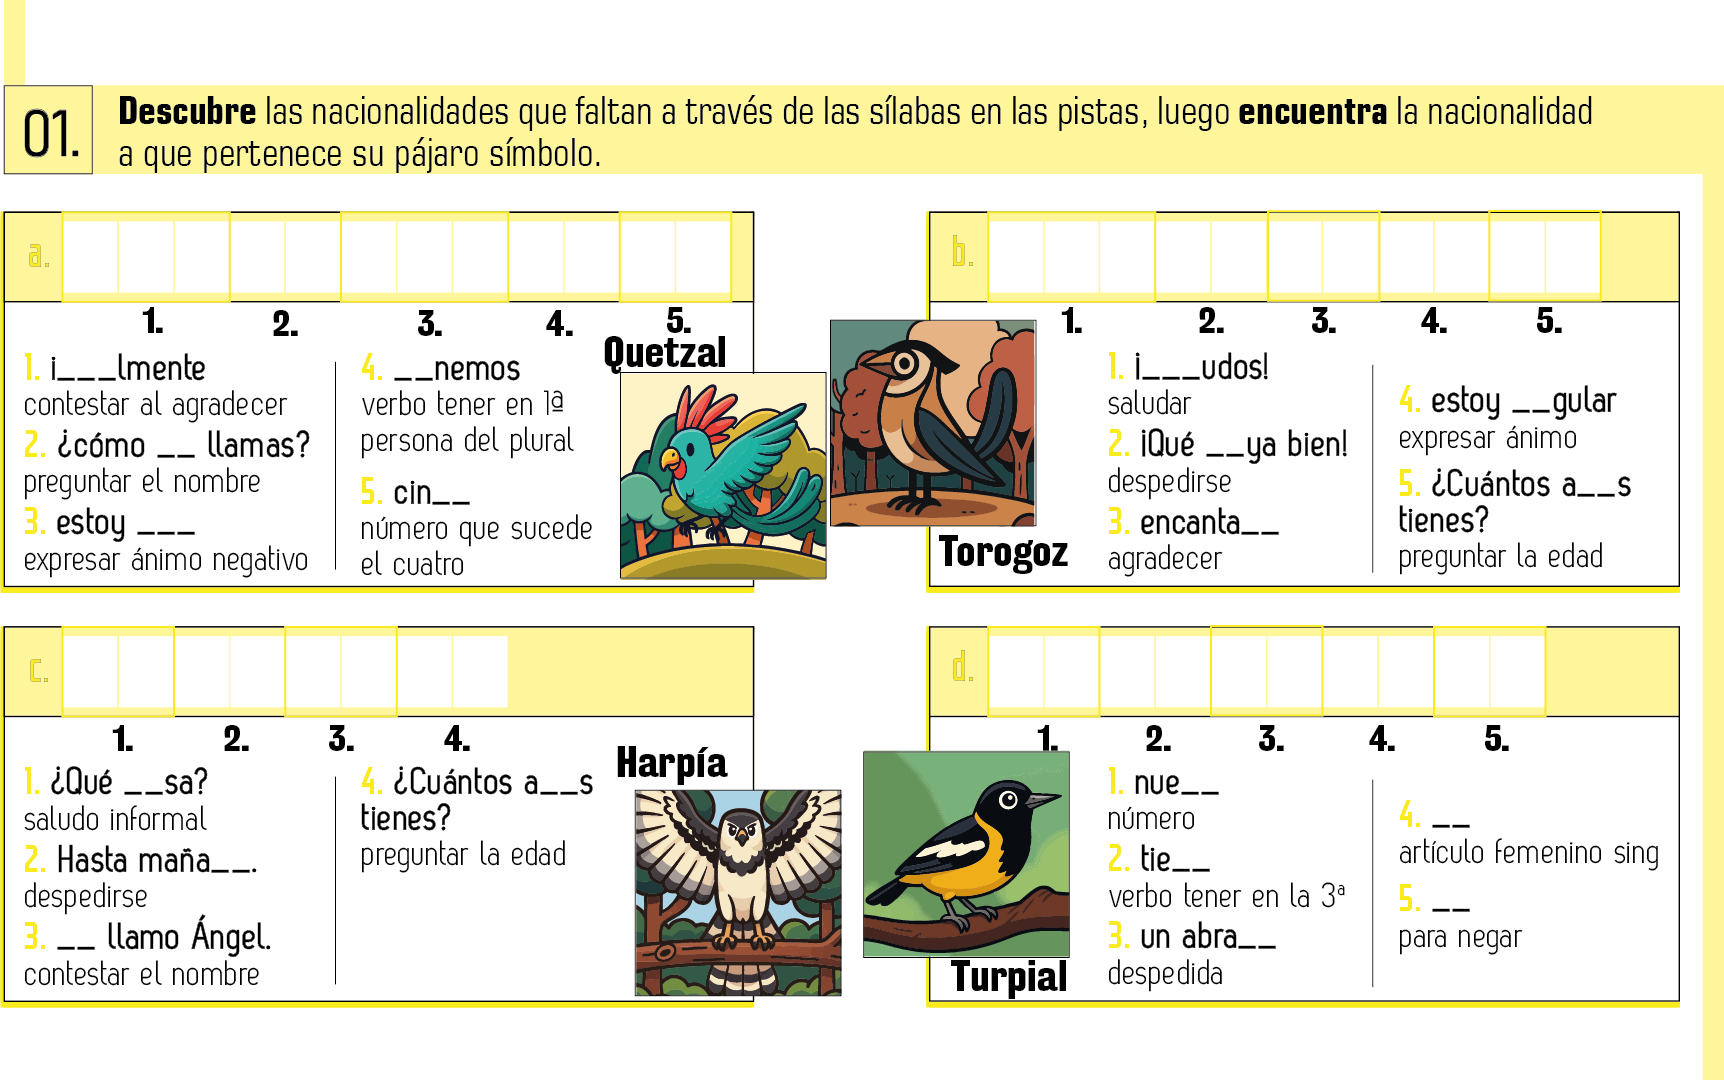 01.
Descubre las nacionalidades que faltan a través de las sílabas en las pistas, luego encuentra la nacionalidad
a que pertenece su pájaro símbolo.
a.
1. 2. 3. 4. 5.
1. ¡___lmente
contestar al agradecer
2. ¿cómo __ llamas?
preguntar el nombre
3. estoy ___
expresar ánimo negativo
4. __nemos
verbo tener en 1ª
persona del plural
5. cin__
número que sucede
el cuatro
Quetzal
b.
1. 2. 3. 4. 5.
Torogoz
1. ¡___udos!
saludar
2. ¡Qué __ya bien!
despedirse
3. encanta__
agradecer
4. estoy __gular
expresar ánimo
5. ¿Cuántos a__s
tienes?
preguntar la edad
c.
1. 2. 3. 4.
1. ¿Qué __sa?
saludo informal
2. Hasta maña__.
despedirse
3. __ llamo Ángel.
contestar el nombre
4. ¿Cuántos a__s
tienes?
preguntar la edad
Harpía
d.
1. 2. 3. 4. 5.
Turpial
1. nue__
número
2. tie__
verbo tener en la 3ª
3. un abra__
despedida
4. __
artículo femenino sing
5. __
para negar